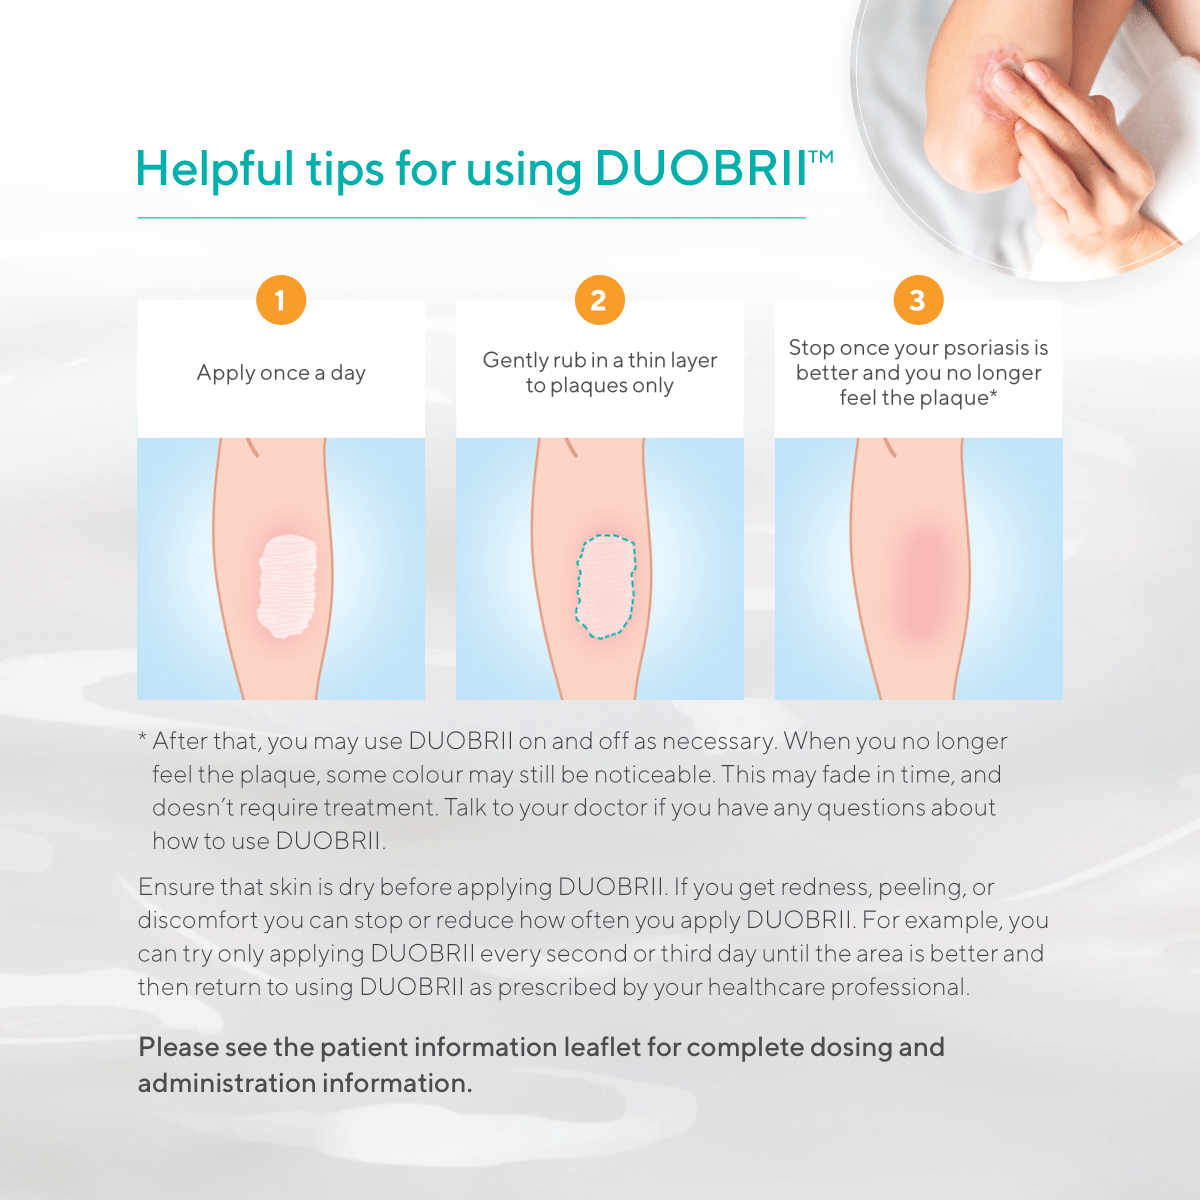 Helpful tips for using DUOBRII™
1
Apply once a day
2
Gently rub in a thin layer
to plaques only
3
Stop once your psoriasis is
better and you no longer
feel the plaque*
* After that, you may use DUOBRII on and off as necessary. When you no longer
feel the plaque, some colour may still be noticeable. This may fade in time, and
doesn’t require treatment. Talk to your doctor if you have any questions about
how to use DUOBRII.
Ensure that skin is dry before applying DUOBRII. If you get redness, peeling, or
discomfort you can stop or reduce how often you apply DUOBRII. For example, you
can try only applying DUOBRII every second or third day until the area is better and
then return to using DUOBRII as prescribed by your healthcare professional.
Please see the patient information leaflet for complete dosing and
administration information.